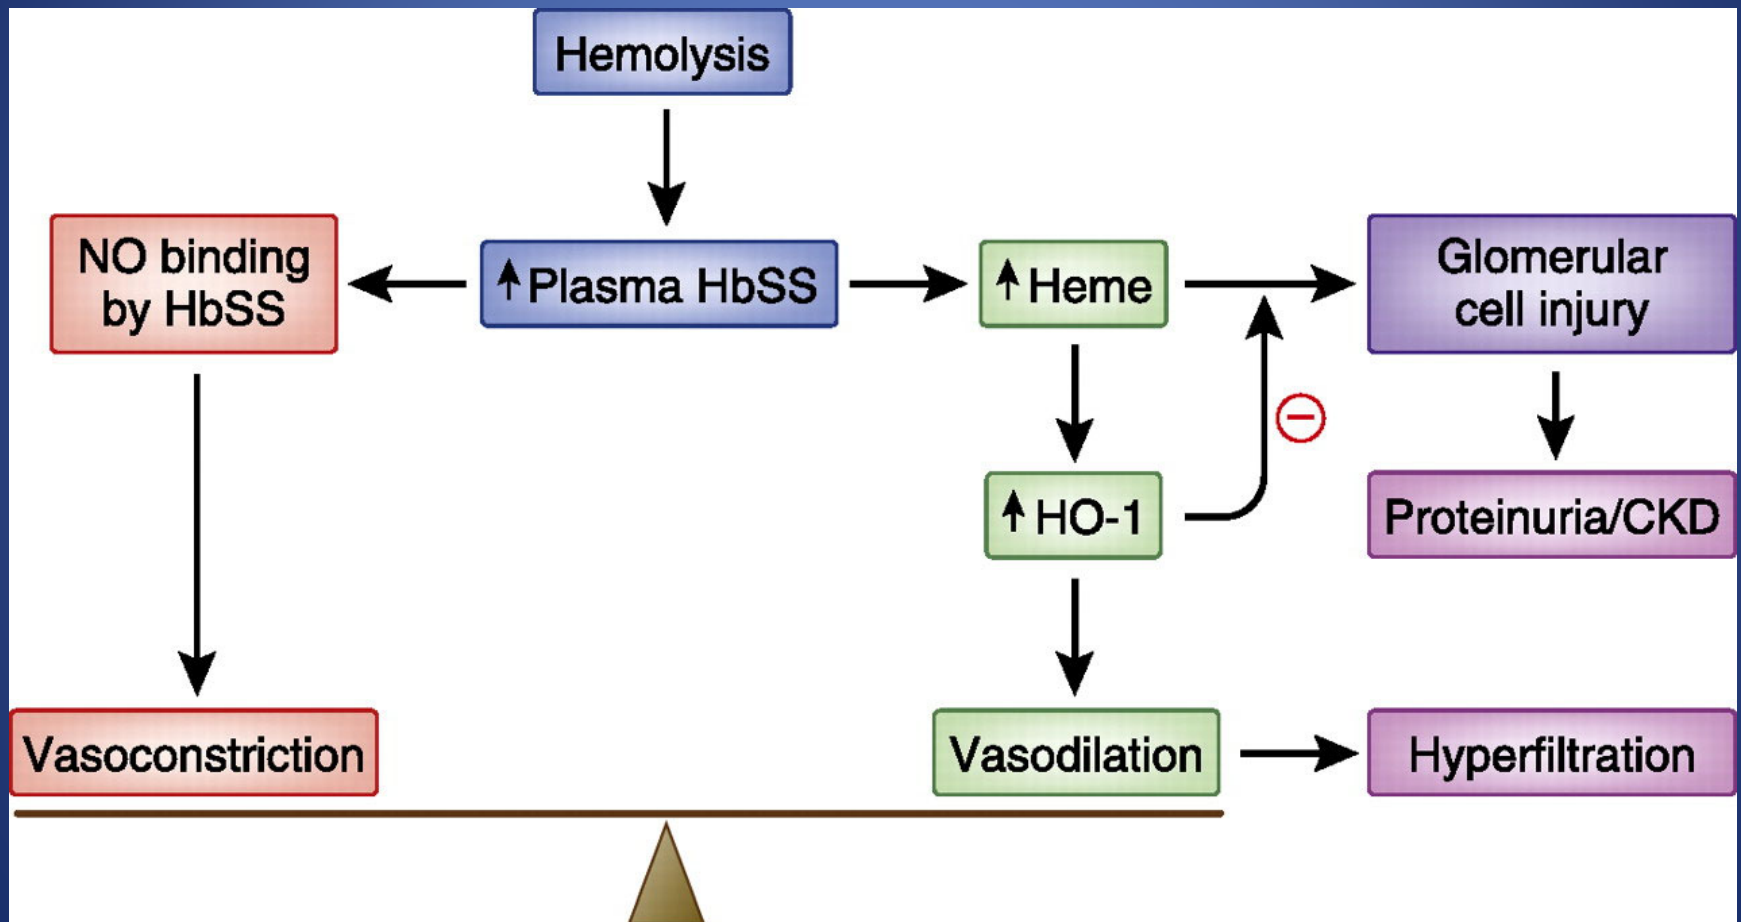 Hemolysis
NO binding
by HbSS
↑ Plasma HbSS
↑ Heme
Glomerular
cell injury
−
↑ HO-1
Proteinuria/CKD
Vasoconstriction
Vasodilation
Hyperfiltration